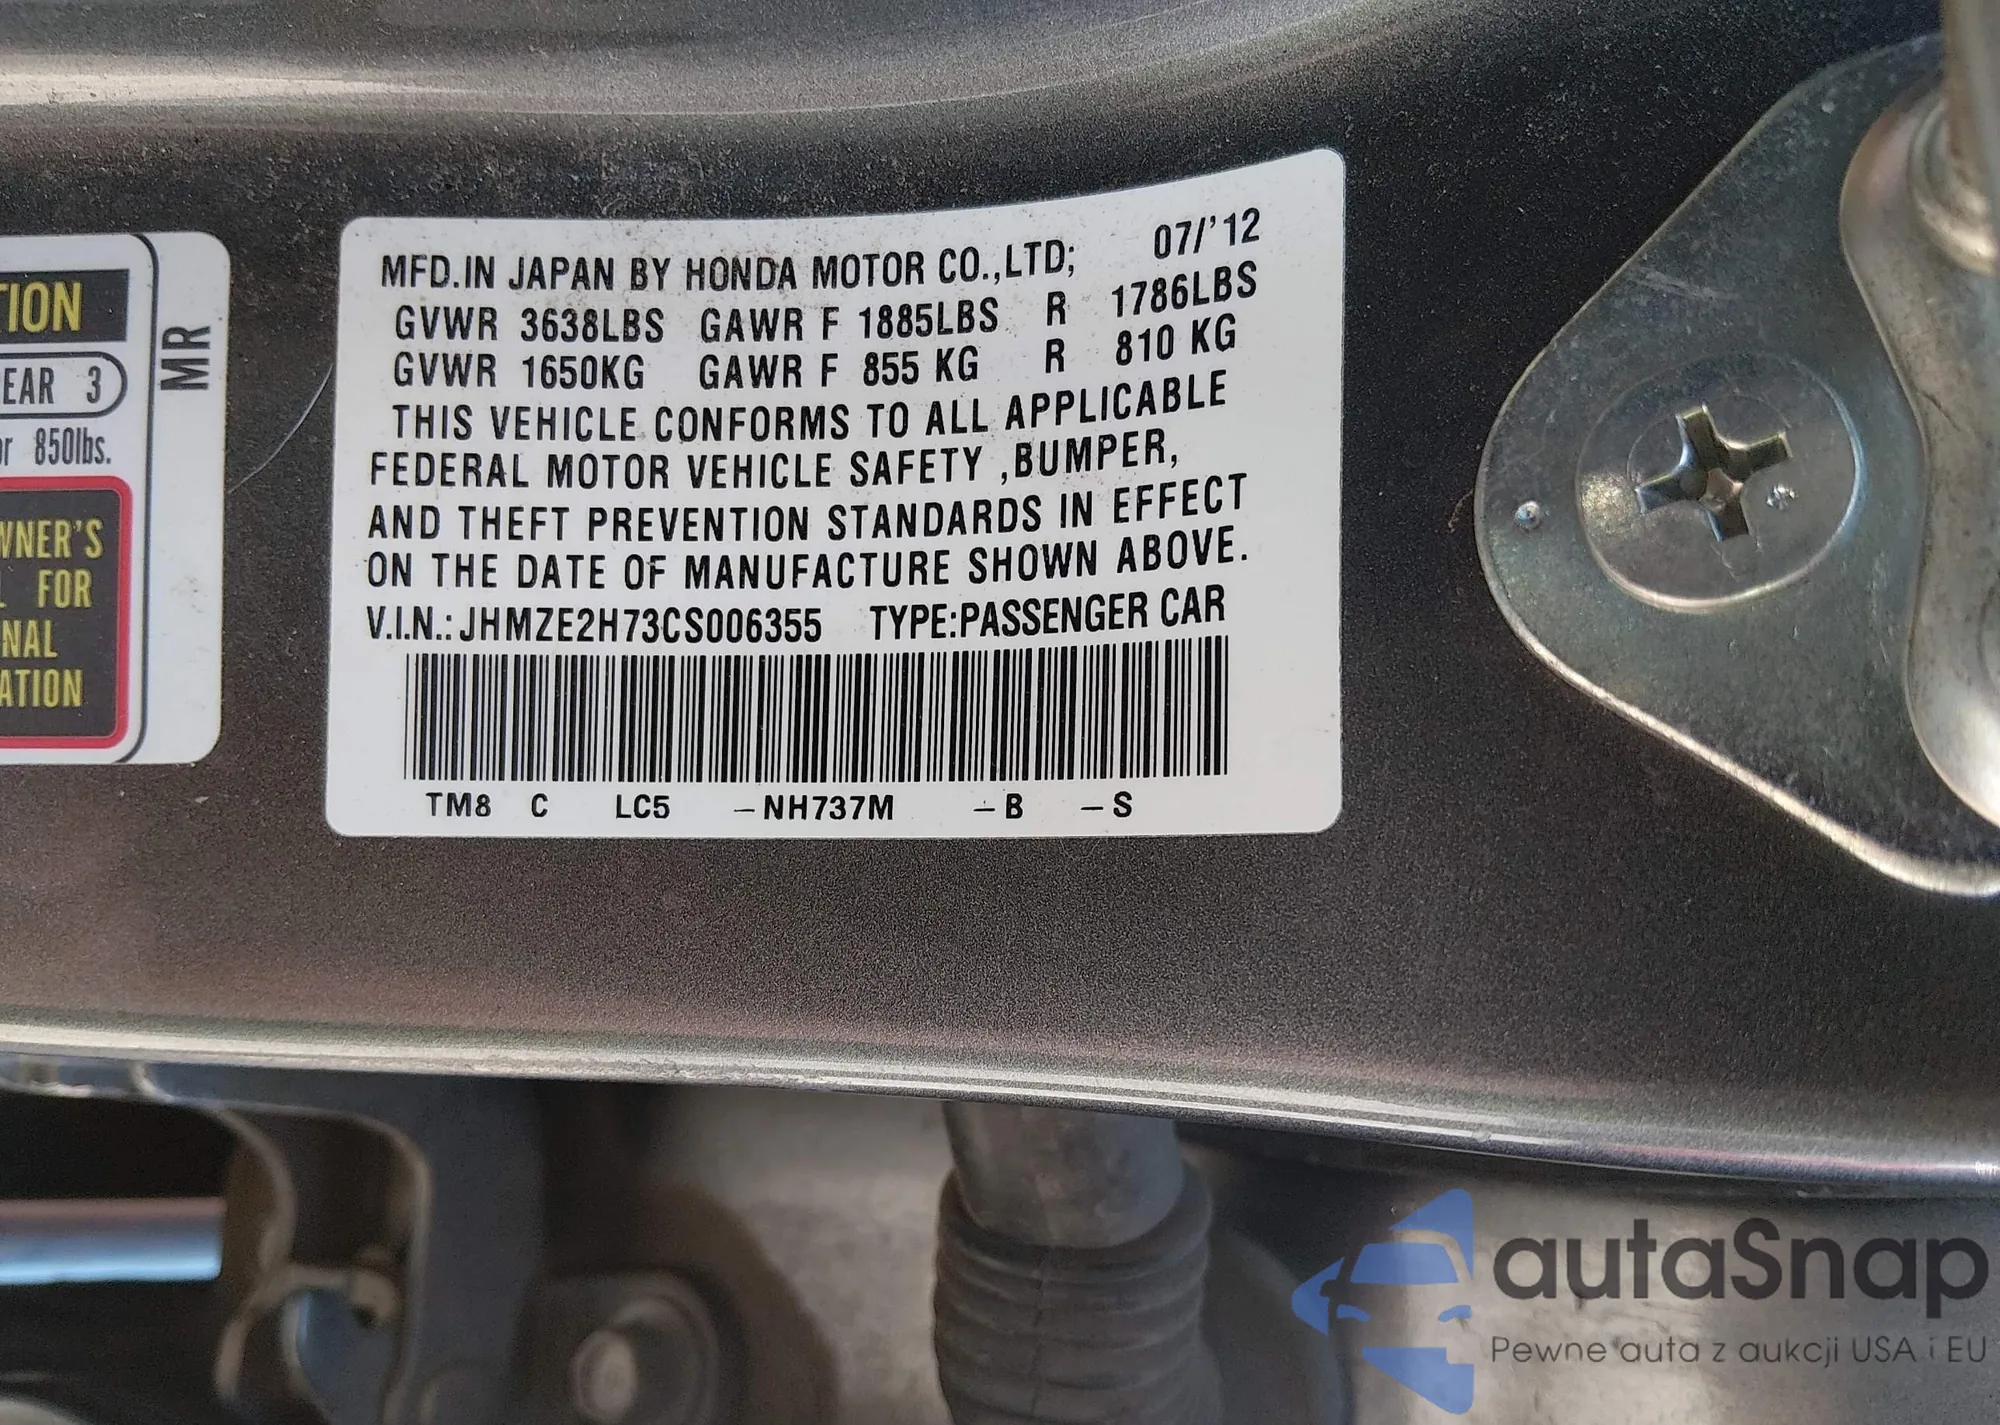 TION
EAR 3
or 850lbs.
WNER'S
L FOR
NAL
ATION
MR
MFD.IN JAPAN BY HONDA MOTOR CO.,LTD; 07/'12
GVWR 3638LBS GAWR F 1885LBS R 1786LBS
GVWR 1650KG GAWR F 855 KG R 810 KG
THIS VEHICLE CONFORMS TO ALL APPLICABLE
FEDERAL MOTOR VEHICLE SAFETY ,BUMPER,
AND THEFT PREVENTION STANDARDS IN EFFECT
ON THE DATE OF MANUFACTURE SHOWN ABOVE.
V.I.N.: JHMZE2H73CS006355 TYPE:PASSENGER CAR
TM8 C LC5 –NH737M –B –S
autaSnap
Pewne auta z aukcji USA i EU